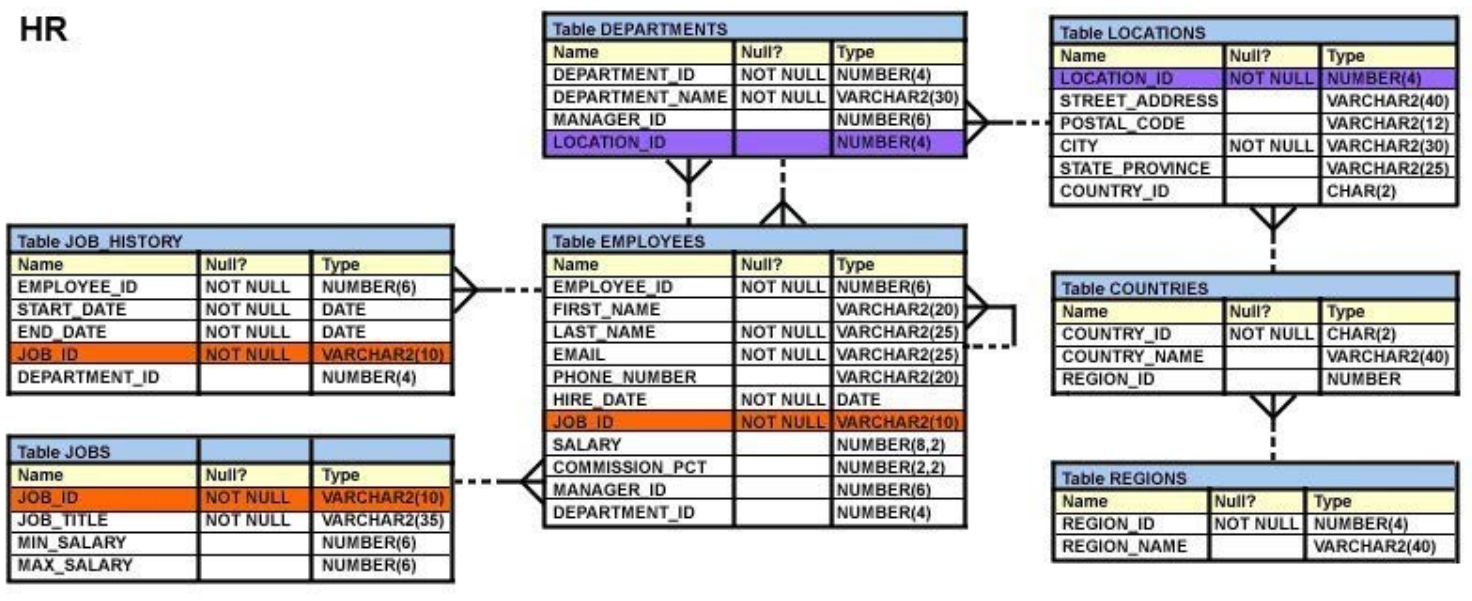 HR
Table DEPARTMENTS
Name Null? Type
DEPARTMENT_ID NOT NULL NUMBER(4)
DEPARTMENT_NAME NOT NULL VARCHAR2(30)
MANAGER_ID NUMBER(6)
LOCATION_ID NUMBER(4)
Table LOCATIONS
Name Null? Type
LOCATION_ID NOT NULL NUMBER(4)
STREET_ADDRESS VARCHAR2(40)
POSTAL_CODE VARCHAR2(12)
CITY NOT NULL VARCHAR2(30)
STATE_PROVINCE VARCHAR2(25)
COUNTRY_ID CHAR(2)
Table JOB_HISTORY
Name Null? Type
EMPLOYEE_ID NOT NULL NUMBER(6)
START_DATE NOT NULL DATE
END_DATE NOT NULL DATE
JOB_ID NOT NULL VARCHAR2(10)
DEPARTMENT_ID NUMBER(4)
Table EMPLOYEES
Name Null? Type
EMPLOYEE_ID NOT NULL NUMBER(6)
FIRST_NAME VARCHAR2(20)
LAST_NAME NOT NULL VARCHAR2(25)
EMAIL NOT NULL VARCHAR2(25)
PHONE_NUMBER VARCHAR2(20)
HIRE_DATE NOT NULL DATE
JOB_ID NOT NULL VARCHAR2(10)
SALARY NUMBER(8,2)
COMMISSION_PCT NUMBER(2,2)
MANAGER_ID NUMBER(6)
DEPARTMENT_ID NUMBER(4)
Table COUNTRIES
Name Null? Type
COUNTRY_ID NOT NULL CHAR(2)
COUNTRY_NAME VARCHAR2(40)
REGION_ID NUMBER
Table JOBS
Name Null? Type
JOB_ID NOT NULL VARCHAR2(10)
JOB_TITLE NOT NULL VARCHAR2(35)
MIN_SALARY NUMBER(6)
MAX_SALARY NUMBER(6)
Table REGIONS
Name Null? Type
REGION_ID NOT NULL NUMBER(4)
REGION_NAME VARCHAR2(40)